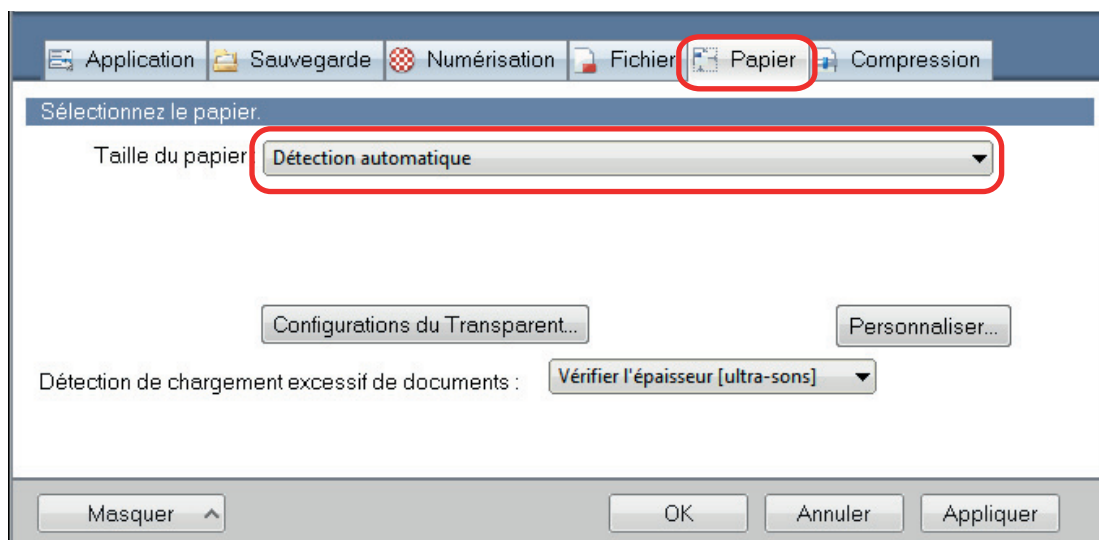 Application Sauvegarde Numérisation Fichier Papier Compression
Sélectionnez le papier.
Taille du papier : Détection automatique
Configurations du Transparent... Personnaliser...
Détection de chargement excessif de documents : Vérifier l'épaisseur [ultra-sons]
Masquer OK Annuler Appliquer